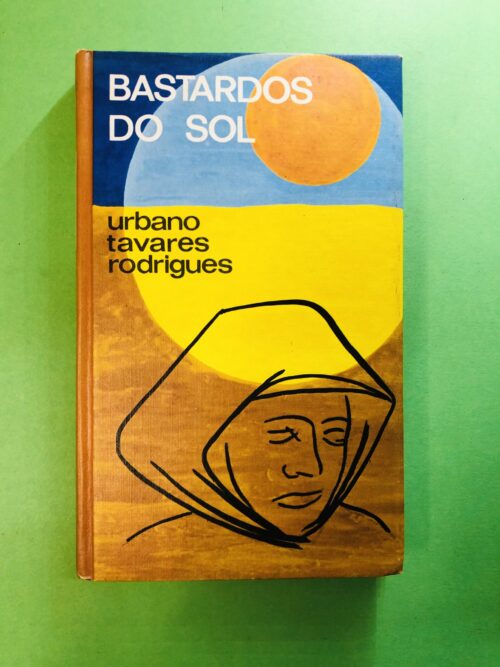 BASTARDOS
DO SOL
urbano
tavares
rodrigues